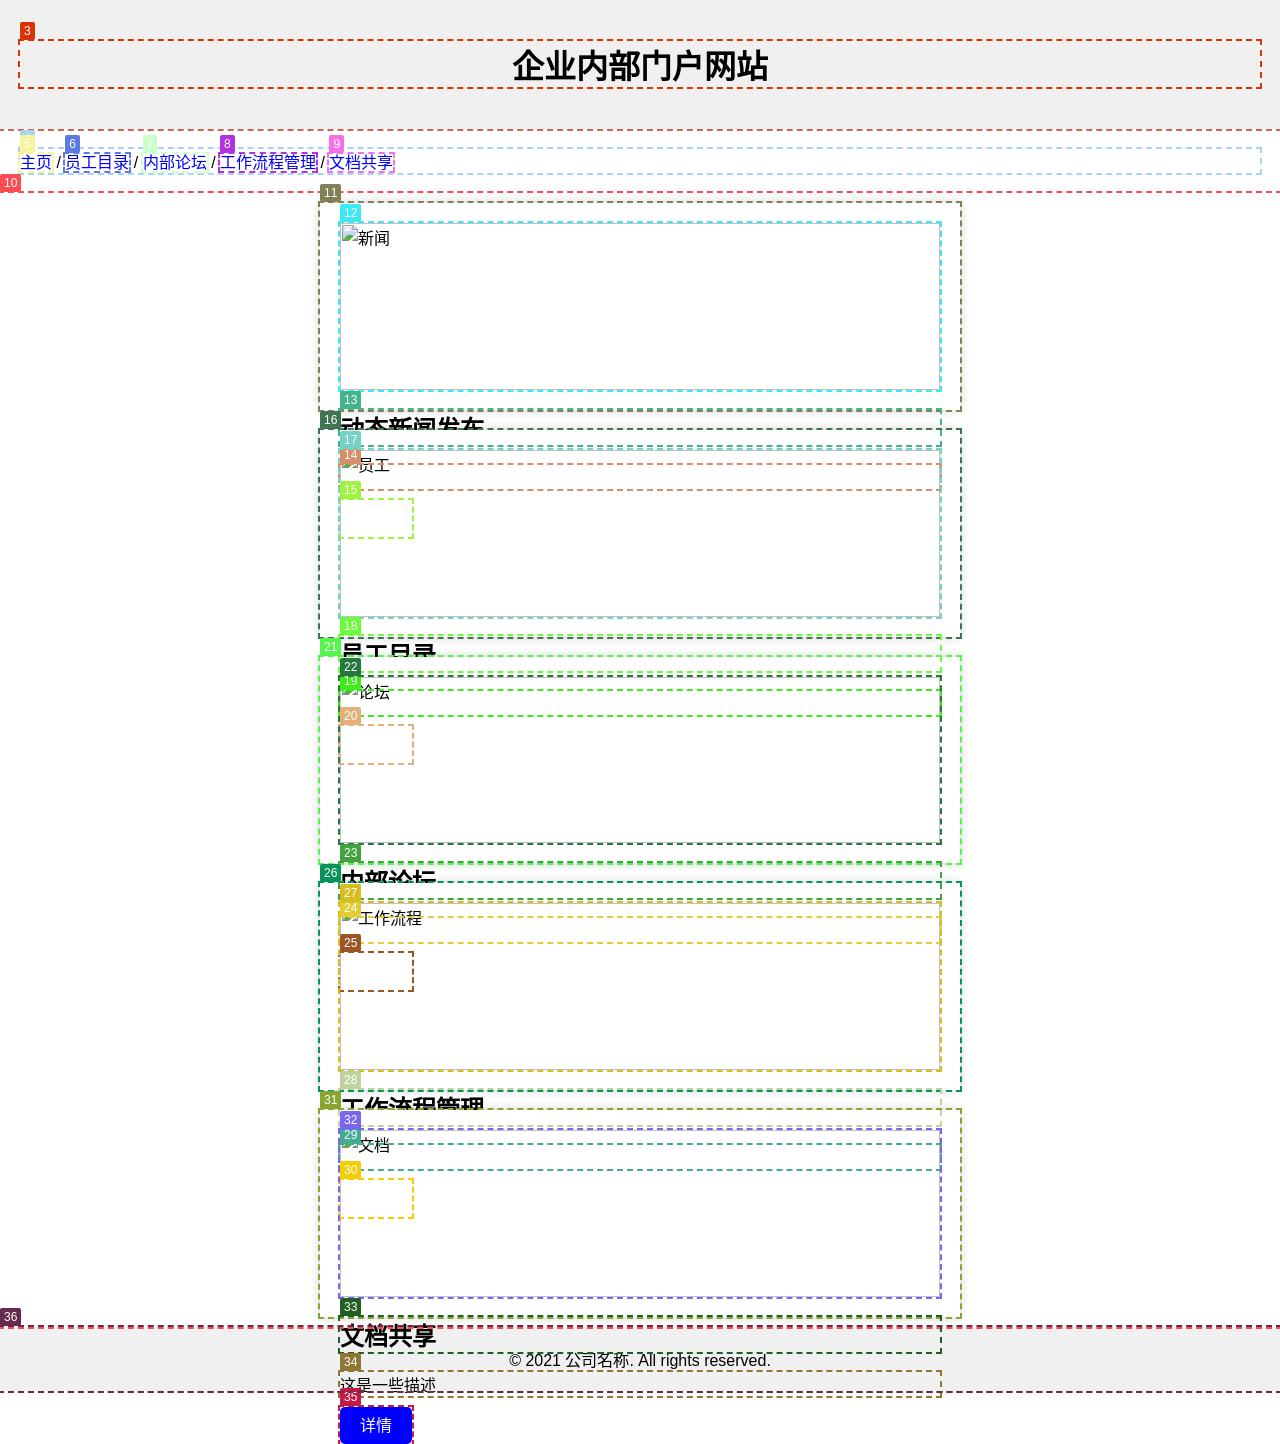 3
企业内部门户网站
5 6 7 8 9
主页 / 员工目录 / 内部论坛 / 工作流程管理 / 文档共享
10
11
12
新闻
13
动态新闻发布
16
17
14
员工
15
18
员工目录
21
22
19
论坛
20
23
内部论坛
26
27
24
工作流程
25
28
工作流程管理
31
32
29
文档
30
33
36
文档共享
© 2021 公司名称. All rights reserved.
34
这是一些描述
35
详情